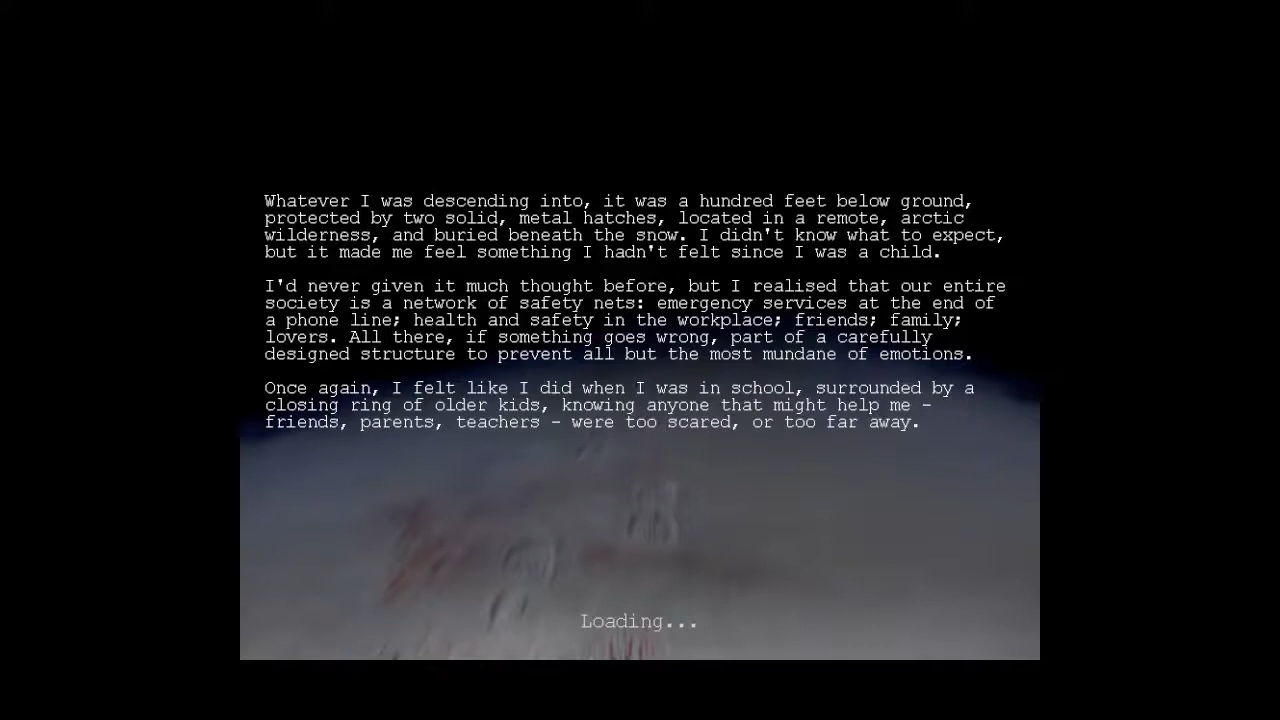 Whatever I was descending into, it was a hundred feet below ground,
protected by two solid, metal hatches, located in a remote, arctic
wilderness, and buried beneath the snow. I didn't know what to expect,
but it made me feel something I hadn't felt since I was a child.
I'd never given it much thought before, but I realised that our entire
society is a network of safety nets: emergency services at the end of
a phone line; health and safety in the workplace; friends; family;
lovers. All there, if something goes wrong, part of a carefully
designed structure to prevent all but the most mundane of emotions.
Once again, I felt like I did when I was in school, surrounded by a
closing ring of older kids, knowing anyone that might help me -
friends, parents, teachers - were too scared, or too far away.
Loading...